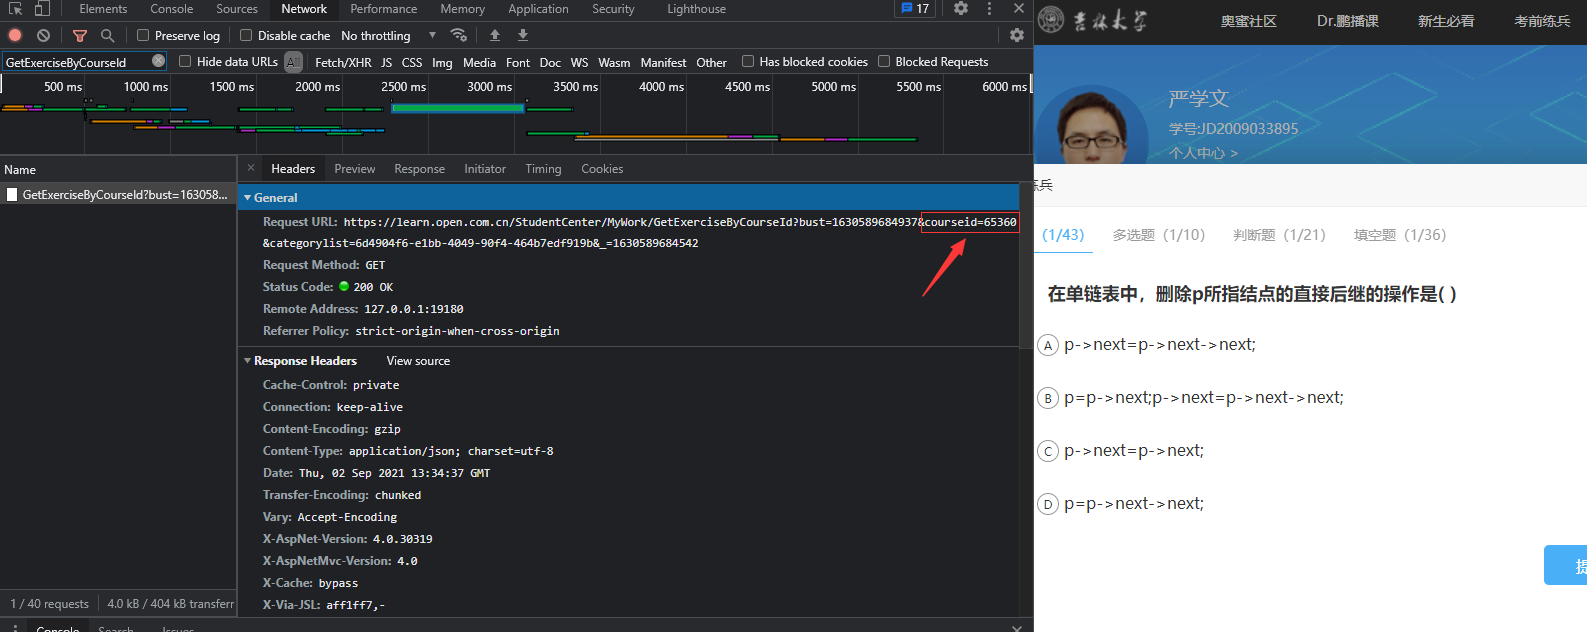 Elements Console Sources Network Performance Memory Application Security Lighthouse 17
Preserve log Disable cache No throttling
GetExerciseByCourseId Hide data URLs All Fetch/XHR JS CSS Img Media Font Doc WS Wasm Manifest Other Has blocked cookies Blocked Requests
500 ms 1000 ms 1500 ms 2000 ms 2500 ms 3000 ms 3500 ms 4000 ms 4500 ms 5000 ms 5500 ms 6000 ms
Name
GetExerciseByCourseId?bust=163058...
1 / 40 requests 4.0 kB / 404 kB transferr
Headers Preview Response Initiator Timing Cookies
General
Request URL: https://learn.open.com.cn/StudentCenter/MyWork/GetExerciseByCourseId?bust=1630589684937&courseid=65360
&categorylist=6d4904f6-e1bb-4049-90f4-464b7edf919b&_=1630589684542
Request Method: GET
Status Code: 200 OK
Remote Address: 127.0.0.1:19180
Referrer Policy: strict-origin-when-cross-origin
Response Headers View source
Cache-Control: private
Connection: keep-alive
Content-Encoding: gzip
Content-Type: application/json; charset=utf-8
Date: Thu, 02 Sep 2021 13:34:37 GMT
Transfer-Encoding: chunked
Vary: Accept-Encoding
X-AspNet-Version: 4.0.30319
X-AspNetMvc-Version: 4.0
X-Cache: bypass
X-Via-JSL: aff1ff7,-
Console Search Issues
吉林大学 奥蜜社区 Dr.鹏播课 新生必看 考前练兵
严学文
学号:JD2009033895
个人中心 >
练兵
(1/43) 多选题 (1/10) 判断题 (1/21) 填空题 (1/36)
在单链表中，删除p所指结点的直接后继的操作是( )
A p->next=p->next->next;
B p=p->next;p->next=p->next->next;
C p->next=p->next;
D p=p->next->next;
提